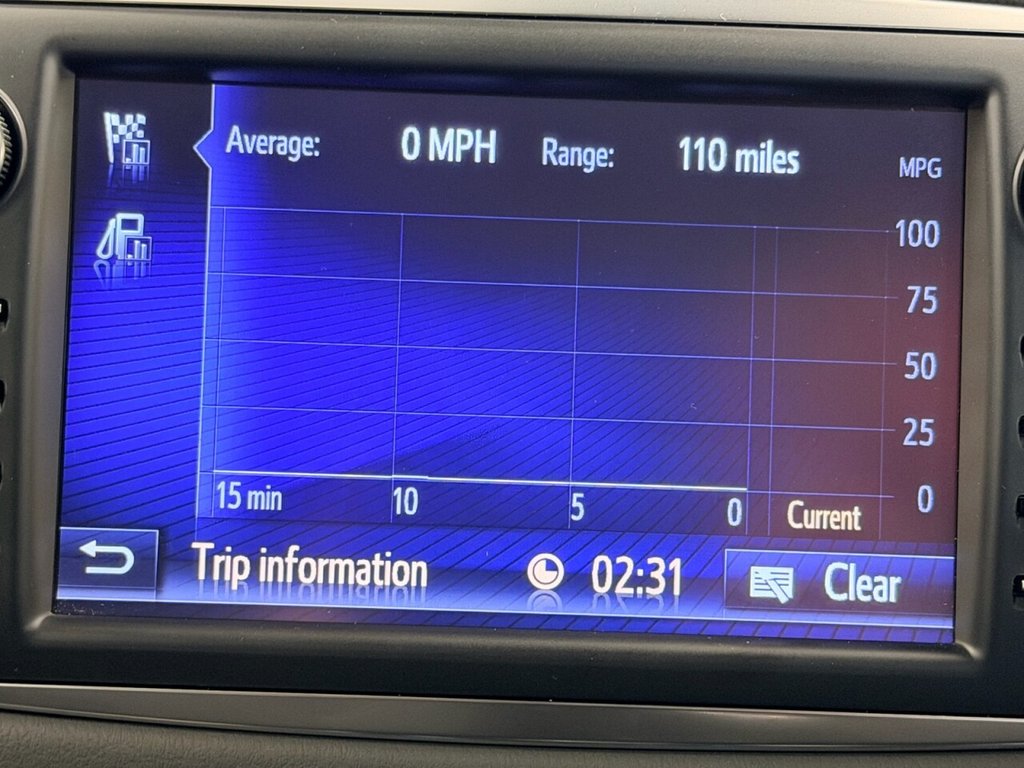 Average: 0 MPH Range: 110 miles MPG
100
75
50
25
0
15 min 10 5 0 Current
Trip information 02:31 Clear